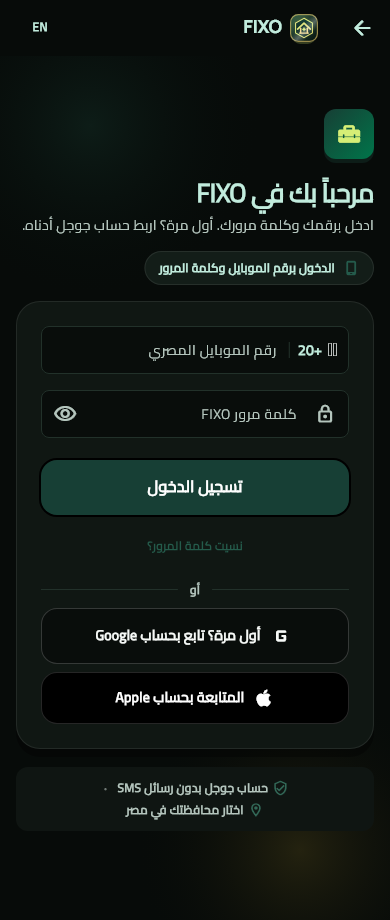 FIXO
EN
مرحباً بك في FIXO
ادخل برقمك وكلمة مرورك. أول مرة؟ اربط حساب جوجل أدناه.
الدخول برقم الموبايل وكلمة المرور
+20 رقم الموبايل المصري
كلمة مرور FIXO
تسجيل الدخول
نسيت كلمة المرور؟
أو
G أول مرة؟ تابع بحساب Google
المتابعة بحساب Apple
حساب جوجل بدون رسائل SMS ·
اختار محافظتك في مصر